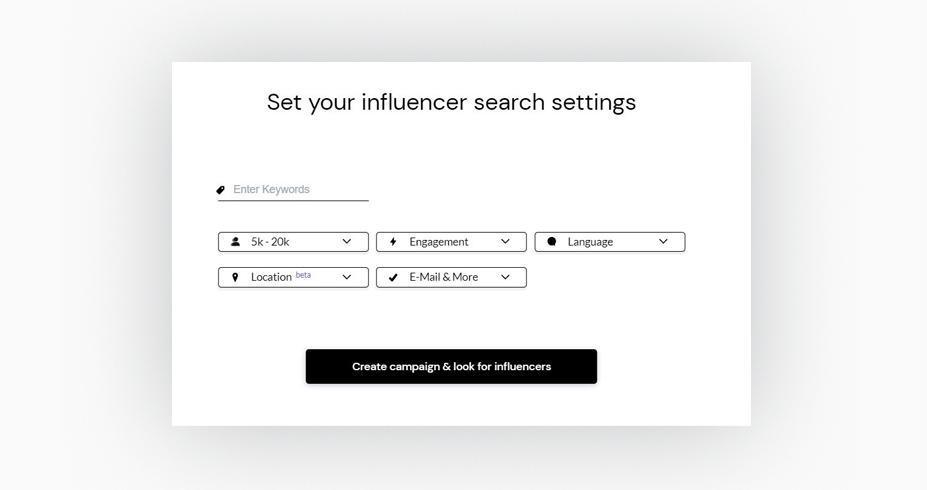 Set your influencer search settings
Enter Keywords
5k - 20k
Engagement
Language
Location beta
E-Mail & More
Create campaign & look for influencers